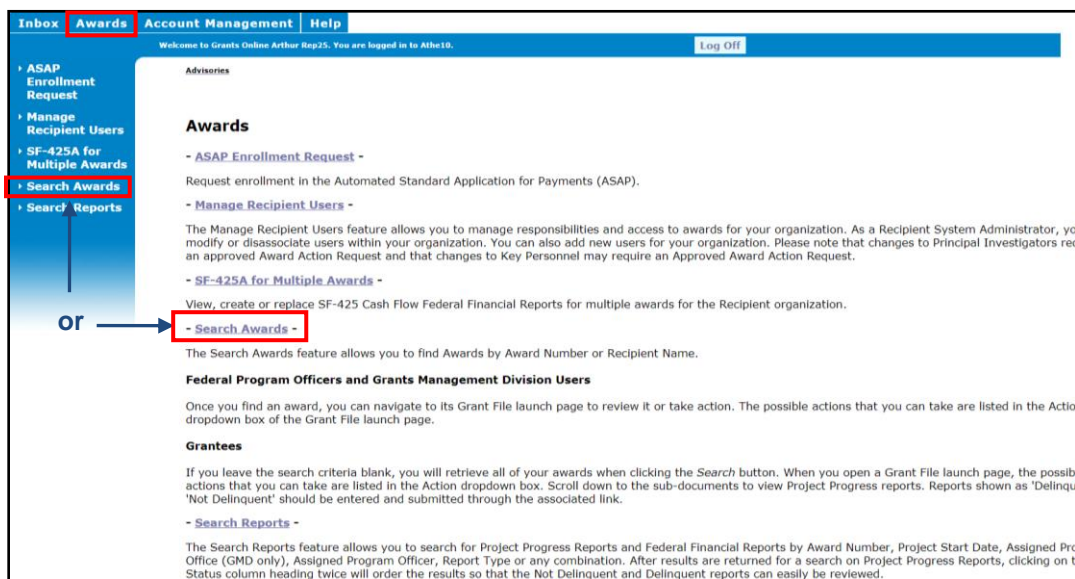 Inbox Awards Account Management Help
Welcome to Grants Online Arthur Rep25. You are logged in to Athe10.
Log Off
ASAP
Enrollment
Request
Manage
Recipient Users
SF-425A for
Multiple Awards
Search Awards
Search Reports
or
Advisories
Awards
- ASAP Enrollment Request -
Request enrollment in the Automated Standard Application for Payments (ASAP).
- Manage Recipient Users -
The Manage Recipient Users feature allows you to manage responsibilities and access to awards for your organization. As a Recipient System Administrator, yo
modify or disassociate users within your organization. You can also add new users for your organization. Please note that changes to Principal Investigators req
an approved Award Action Request and that changes to Key Personnel may require an Approved Award Action Request.
- SF-425A for Multiple Awards -
View, create or replace SF-425 Cash Flow Federal Financial Reports for multiple awards for the Recipient organization.
- Search Awards -
The Search Awards feature allows you to find Awards by Award Number or Recipient Name.
Federal Program Officers and Grants Management Division Users
Once you find an award, you can navigate to its Grant File launch page to review it or take action. The possible actions that you can take are listed in the Actio
dropdown box of the Grant File launch page.
Grantees
If you leave the search criteria blank, you will retrieve all of your awards when clicking the Search button. When you open a Grant File launch page, the possib
actions that you can take are listed in the Action dropdown box. Scroll down to the sub-documents to view Project Progress reports. Reports shown as 'Delinqu
'Not Delinquent' should be entered and submitted through the associated link.
- Search Reports -
The Search Reports feature allows you to search for Project Progress Reports and Federal Financial Reports by Award Number, Project Start Date, Assigned Pro
Office (GMD only), Assigned Program Officer, Report Type or any combination. After results are returned for a search on Project Progress Reports, clicking on t
Status column heading twice will order the results so that the Not Delinquent and Delinquent reports can easily be reviewed.